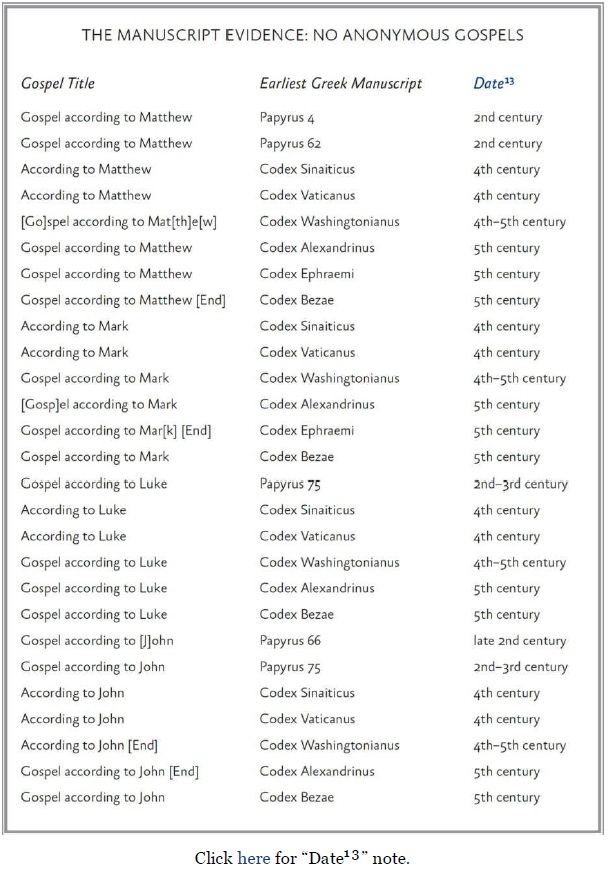 THE MANUSCRIPT EVIDENCE: NO ANONYMOUS GOSPELS
Gospel Title Earliest Greek Manuscript Date¹³
Gospel according to Matthew Papyrus 4 2nd century
Gospel according to Matthew Papyrus 62 2nd century
According to Matthew Codex Sinaiticus 4th century
According to Matthew Codex Vaticanus 4th century
[Go]spel according to Mat[th]e[w] Codex Washingtonianus 4th–5th century
Gospel according to Matthew Codex Alexandrinus 5th century
Gospel according to Matthew Codex Ephraemi 5th century
Gospel according to Matthew [End] Codex Bezae 5th century
According to Mark Codex Sinaiticus 4th century
According to Mark Codex Vaticanus 4th century
Gospel according to Mark Codex Washingtonianus 4th–5th century
[Gosp]el according to Mark Codex Alexandrinus 5th century
Gospel according to Mar[k] [End] Codex Ephraemi 5th century
Gospel according to Mark Codex Bezae 5th century
Gospel according to Luke Papyrus 75 2nd–3rd century
According to Luke Codex Sinaiticus 4th century
According to Luke Codex Vaticanus 4th century
Gospel according to Luke Codex Washingtonianus 4th–5th century
Gospel according to Luke Codex Alexandrinus 5th century
Gospel according to Luke Codex Bezae 5th century
Gospel according to [J]ohn Papyrus 66 late 2nd century
Gospel according to John Papyrus 75 2nd–3rd century
According to John Codex Sinaiticus 4th century
According to John Codex Vaticanus 4th century
According to John [End] Codex Washingtonianus 4th–5th century
Gospel according to John [End] Codex Alexandrinus 5th century
Gospel according to John Codex Bezae 5th century
Click here for “Date¹³” note.